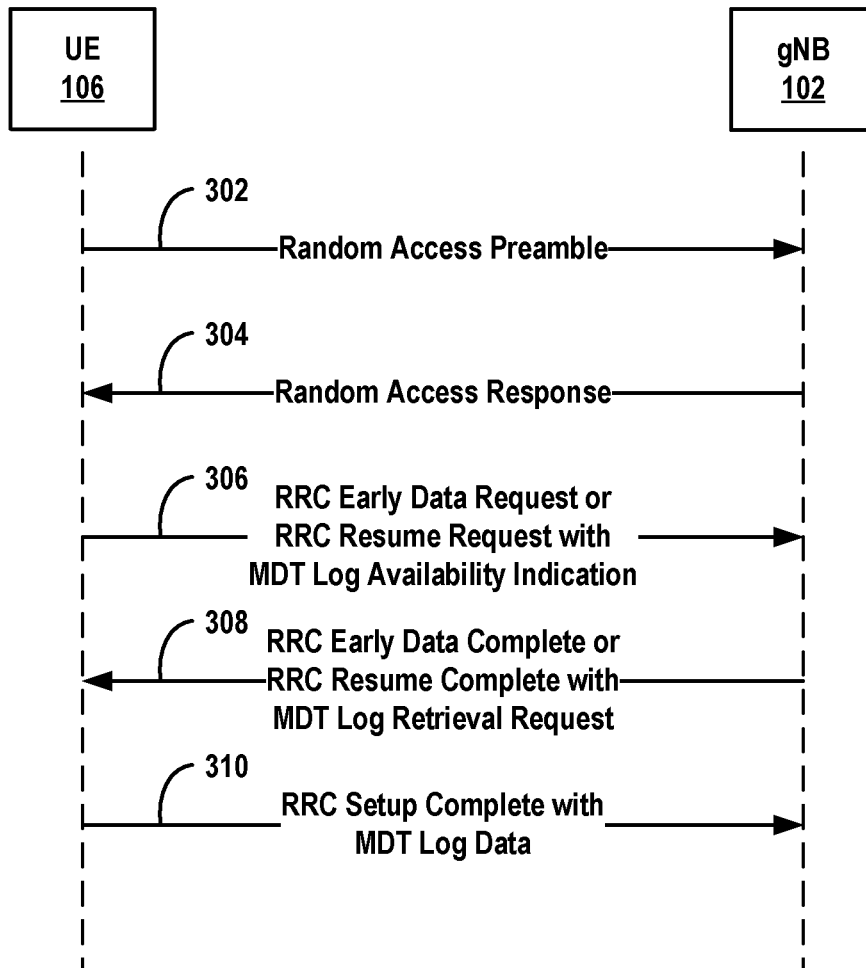 UE
106
gNB
102
302
Random Access Preamble
304
Random Access Response
306
RRC Early Data Request or
RRC Resume Request with
MDT Log Availability Indication
308
RRC Early Data Complete or
RRC Resume Complete with
MDT Log Retrieval Request
310
RRC Setup Complete with
MDT Log Data